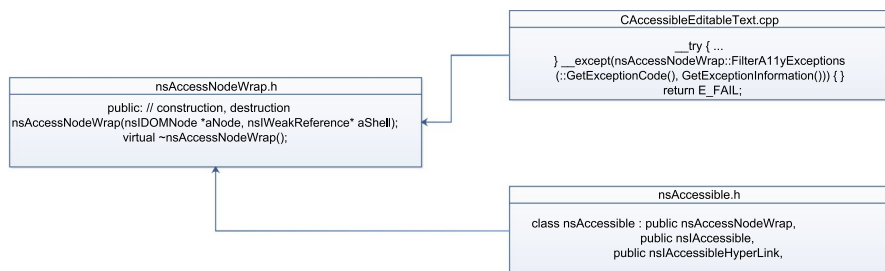 CAccessibleEditableText.cpp
__try { ...
} __except(nsAccessNodeWrap::FilterA11yExceptions
(::GetExceptionCode(), GetExceptionInformation())) { }
return E_FAIL;
nsAccessNodeWrap.h
public: // construction, destruction
nsAccessNodeWrap(nsIDOMNode *aNode, nsIWeakReference* aShell);
virtual ~nsAccessNodeWrap();
nsAccessible.h
class nsAccessible : public nsAccessNodeWrap,
public nsIAccessible,
public nsIAccessibleHyperLink,